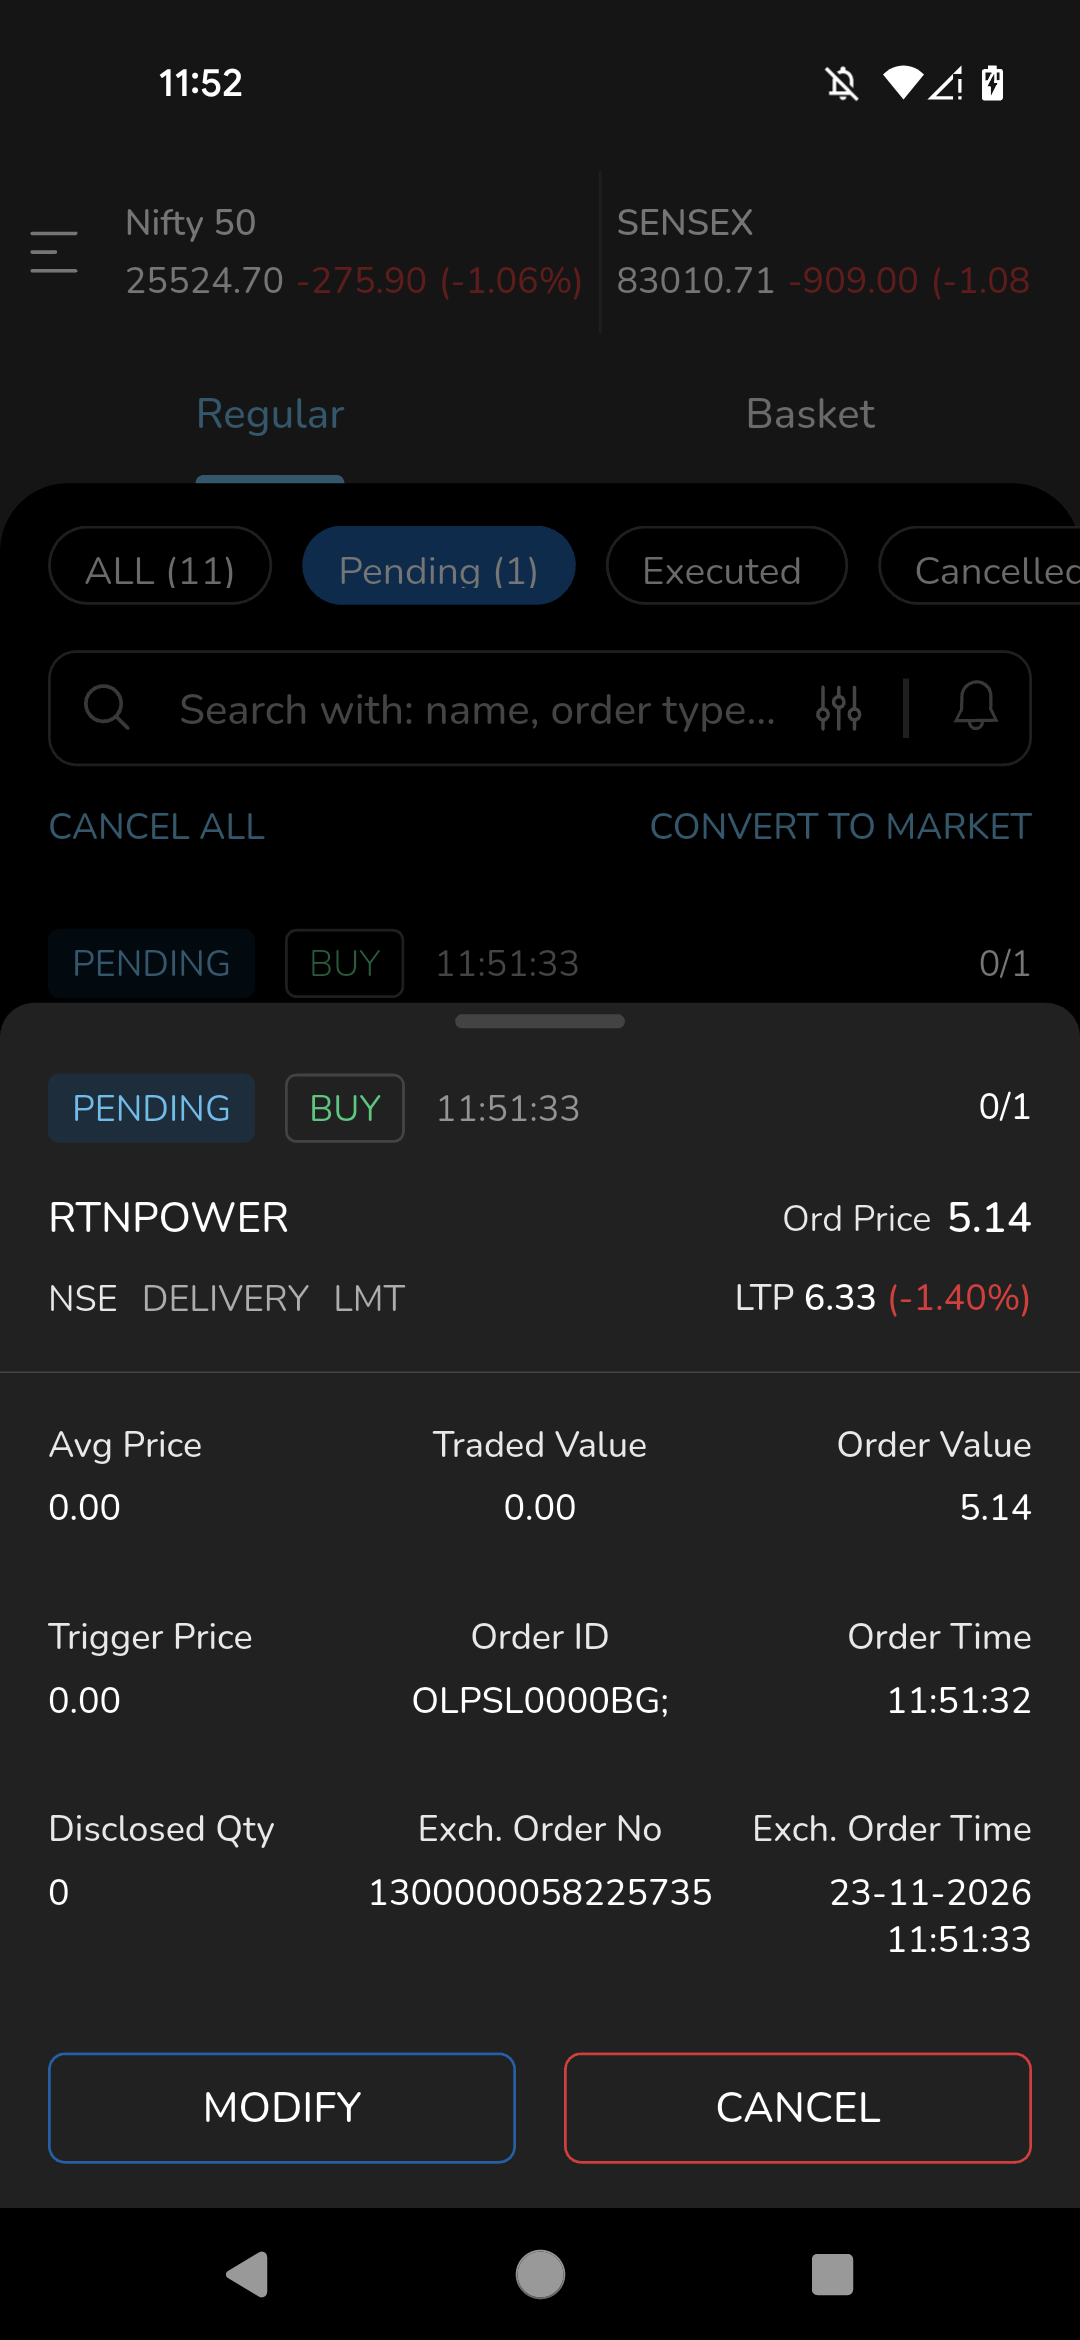 11:52
Nifty 50
25524.70 -275.90 (-1.06%)
SENSEX
83010.71 -909.00 (-1.08
Regular
Basket
ALL (11)
Pending (1)
Executed
Cancelled
Search with: name, order type...
CANCEL ALL
CONVERT TO MARKET
PENDING BUY 11:51:33 0/1
PENDING BUY 11:51:33 0/1
RTNPOWER Ord Price 5.14
NSE DELIVERY LMT LTP 6.33 (-1.40%)
Avg Price Traded Value Order Value
0.00 0.00 5.14
Trigger Price Order ID Order Time
0.00 OLPSL0000BG; 11:51:32
Disclosed Qty Exch. Order No Exch. Order Time
0 1300000058225735 23-11-2026
11:51:33
MODIFY CANCEL